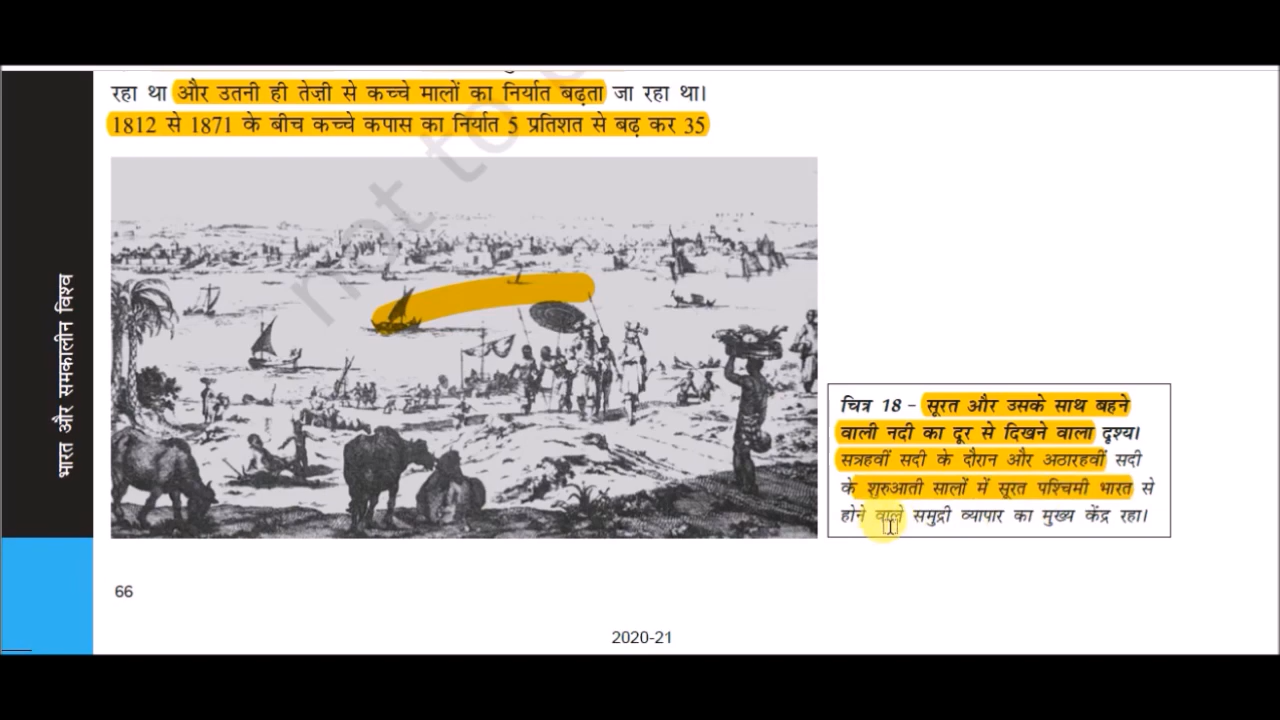 रहा था और उतनी ही तेज़ी से कच्चे मालों का निर्यात बढ़ता जा रहा था।
1812 से 1871 के बीच कच्चे कपास का निर्यात 5 प्रतिशत से बढ़ कर 35
not to
भारत और समकालीन विश्व
चित्र 18 – सूरत और उसके साथ बहने
वाली नदी का दूर से दिखने वाला दृश्य।
सत्रहवीं सदी के दौरान और अठारहवीं सदी
के शुरुआती सालों में सूरत पश्चिमी भारत से
होने वाले समुद्री व्यापार का मुख्य केंद्र रहा।
66
2020-21